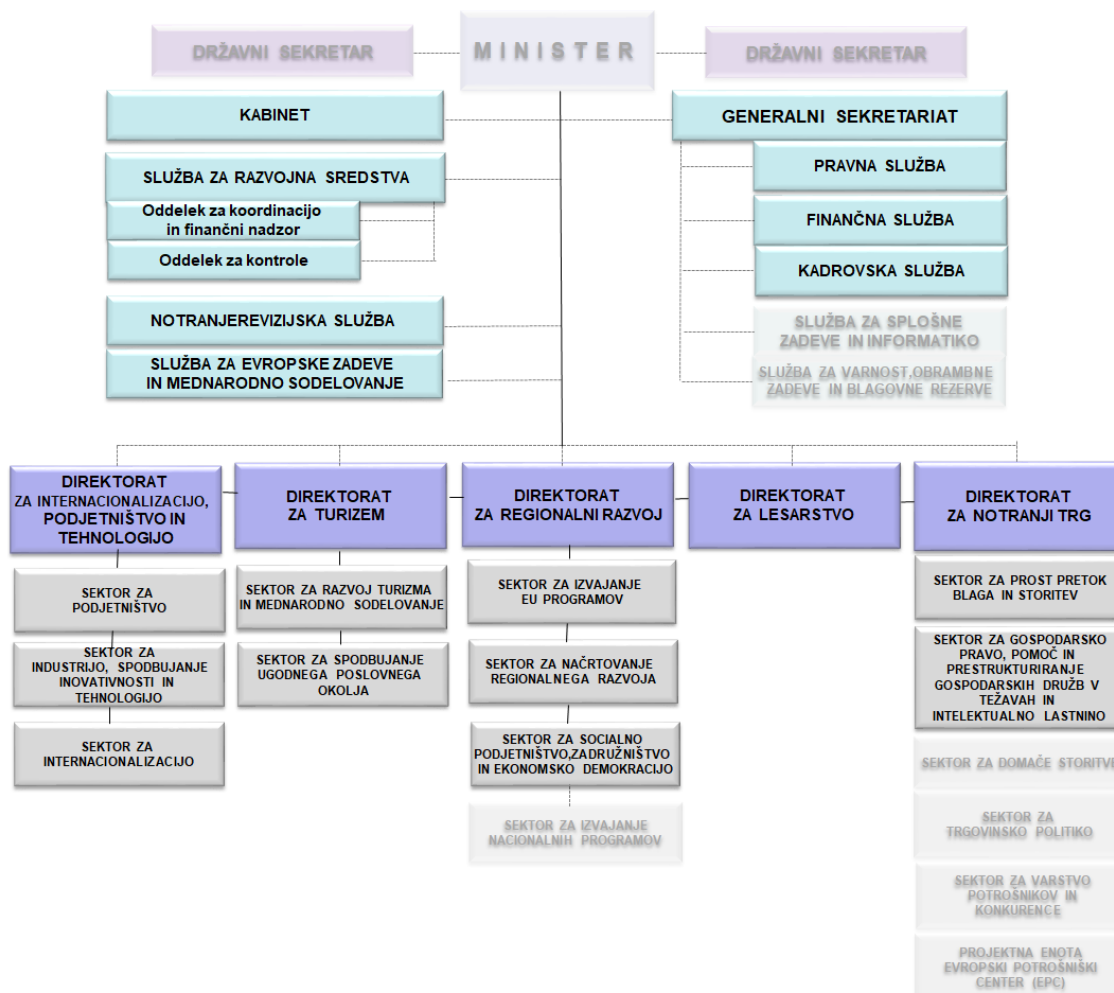 DRŽAVNI SEKRETAR
MINISTER
DRŽAVNI SEKRETAR
KABINET
GENERALNI SEKRETARIAT
SLUŽBA ZA RAZVOJNA SREDSTVA
Oddelek za koordinacijo
in finančni nadzor
Oddelek za kontrole
PRAVNA SLUŽBA
FINANČNA SLUŽBA
KADROVSKA SLUŽBA
NOTRANJEREVIZIJSKA SLUŽBA
SLUŽBA ZA EVROPSKE ZADEVE
IN MEDNARODNO SODELOVANJE
SLUŽBA ZA SPLOŠNE
ZADEVE IN INFORMATIKO
SLUŽBA ZA VARNOST,OBRAMBNE
ZADEVE IN BLAGOVNE REZERVE
DIREKTORAT
ZA INTERNACIONALIZACIJO,
PODJETNIŠTVO IN
TEHNOLOGIJO
SEKTOR ZA
PODJETNIŠTVO
SEKTOR ZA
INDUSTRIJO, SPODBUJANJE
INOVATIVNOSTI IN
TEHNOLOGIJO
SEKTOR ZA
INTERNACIONALIZACIJO
DIREKTORAT
ZA TURIZEM
SEKTOR ZA RAZVOJ TURIZMA
IN MEDNARODNO SODELOVANJE
SEKTOR ZA SPODBUJANJE
UGODNEGA POSLOVNEGA
OKOLJA
DIREKTORAT
ZA REGIONALNI RAZVOJ
SEKTOR ZA IZVAJANJE
EU PROGRAMOV
SEKTOR ZA NAČRTOVANJE
REGIONALNEGA RAZVOJA
SEKTOR ZA SOCIALNO
PODJETNIŠTVO,ZADRUŽNIŠTVO
IN EKONOMSKO DEMOKRACIJO
SEKTOR ZA IZVAJANJE
NACIONALNIH PROGRAMOV
DIREKTORAT
ZA LESARSTVO
DIREKTORAT
ZA NOTRANJI TRG
SEKTOR ZA PROST PRETOK
BLAGA IN STORITEV
SEKTOR ZA GOSPODARSKO
PRAVO, POMOČ IN
PRESTRUKTURIRANJE
GOSPODARSKIH DRUŽB V
TEŽAVAH IN
INTELEKTUALNO LASTNINO
SEKTOR ZA DOMAČE STORITVE
SEKTOR ZA
TRGOVINSKO POLITIKO
SEKTOR ZA VARSTVO
POTROŠNIKOV IN
KONKURENCE
PROJEKTNA ENOTA
EVROPSKI POTROŠNIŠKI
CENTER (EPC)